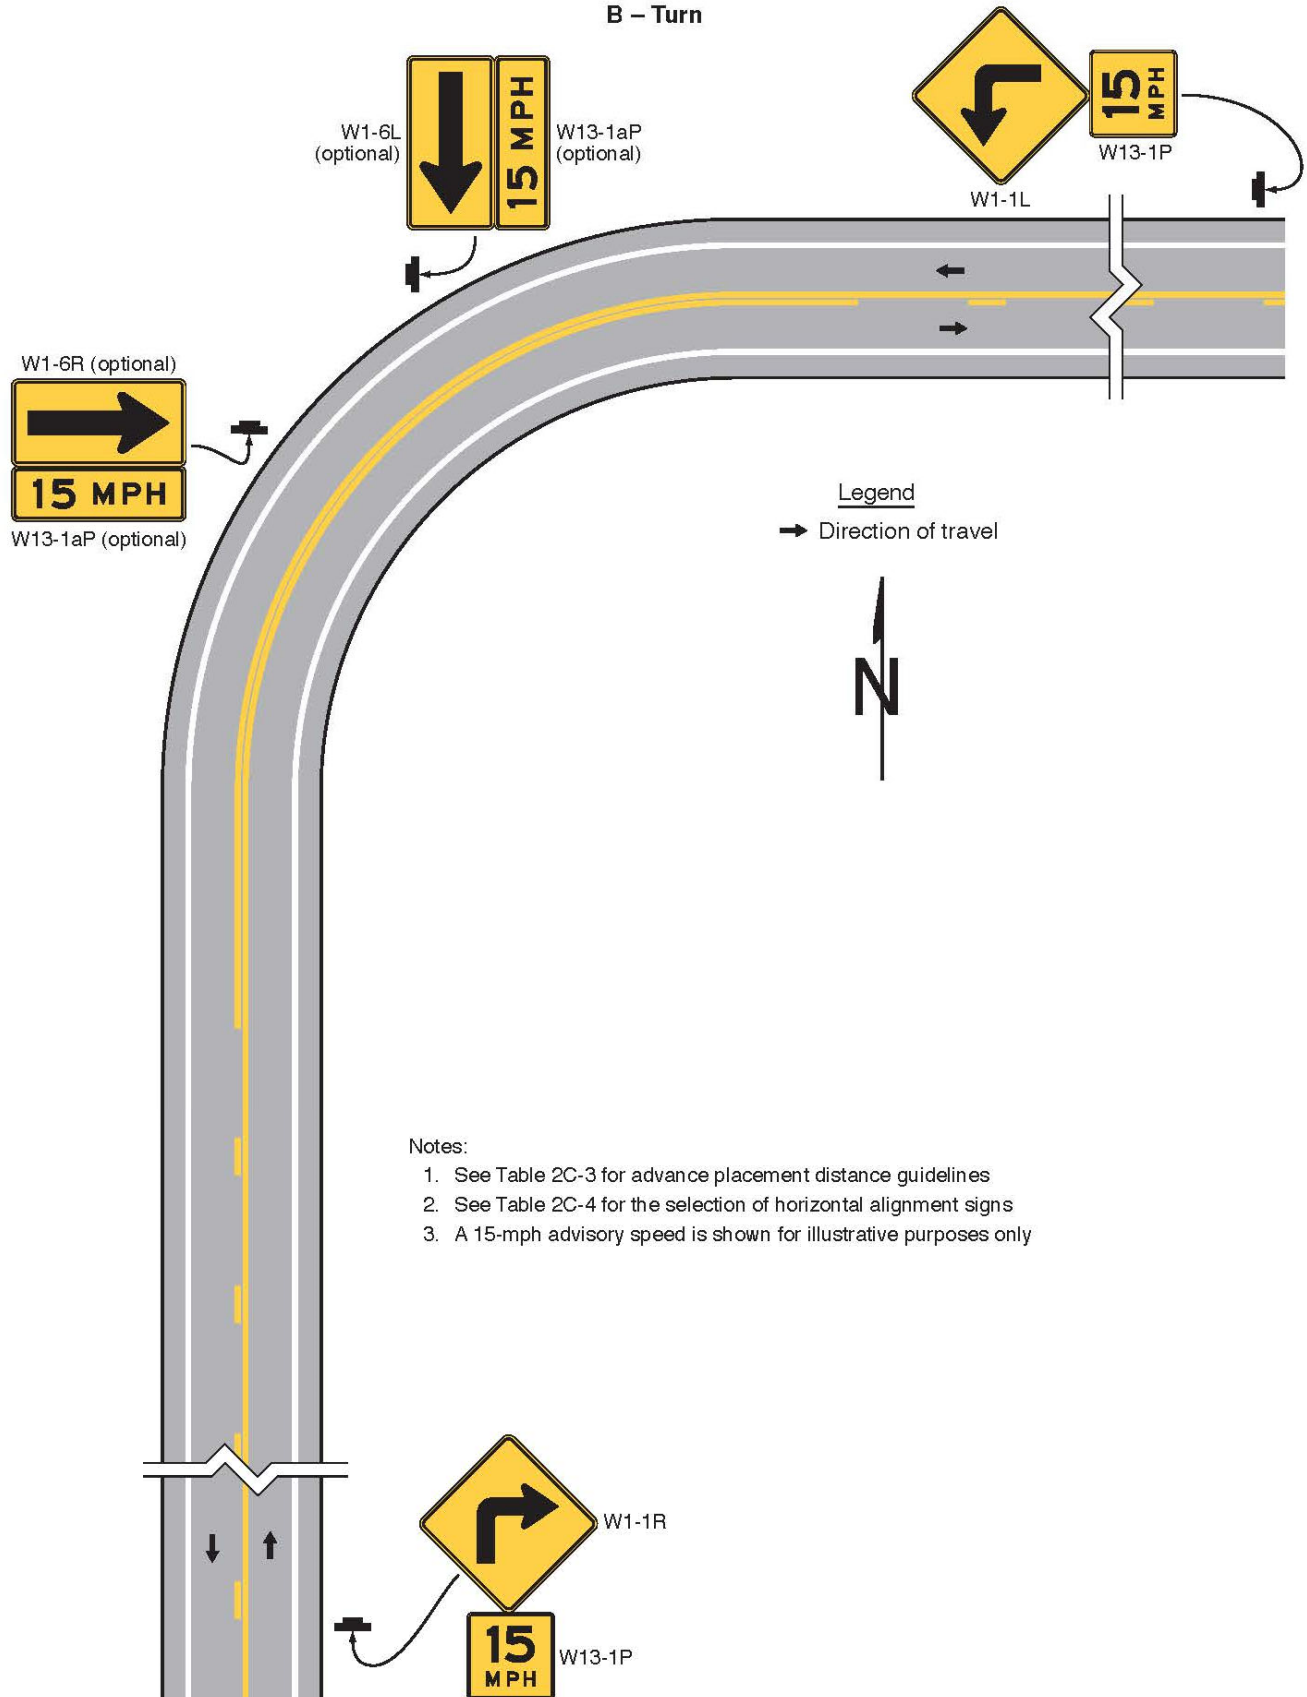 B – Turn
W1-6L
(optional)
15 MPH
W13-1aP
(optional)
15
MPH
W13-1P
W1-1L
W1-6R (optional)
15 MPH
W13-1aP (optional)
Legend
Direction of travel
N
Notes:
1. See Table 2C-3 for advance placement distance guidelines
2. See Table 2C-4 for the selection of horizontal alignment signs
3. A 15-mph advisory speed is shown for illustrative purposes only
W1-1R
15
MPH
W13-1P